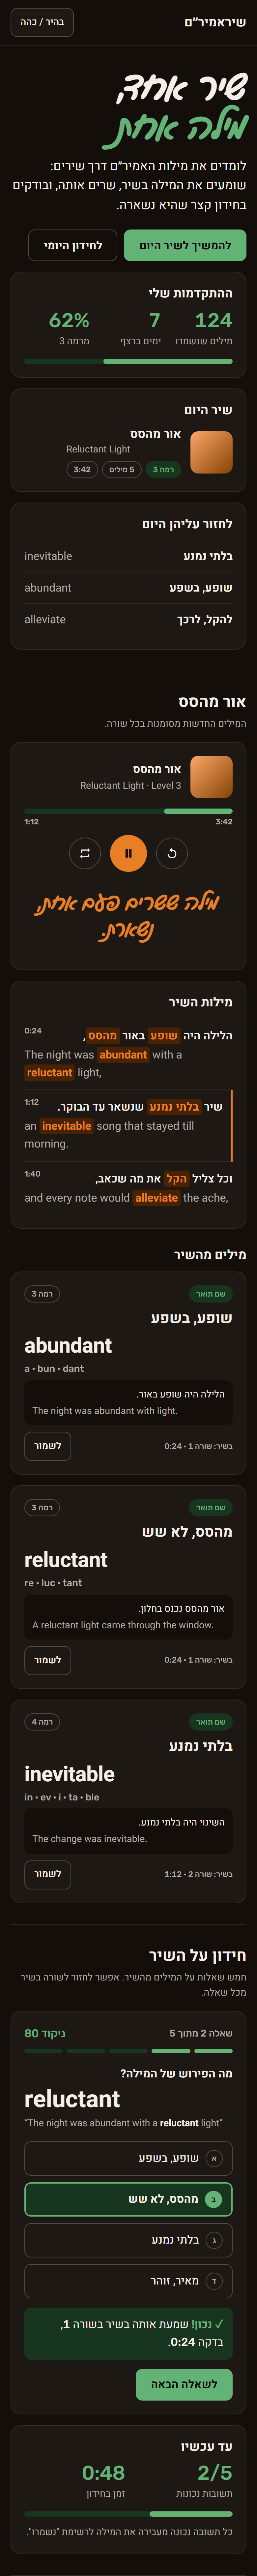 שיראמיר״ם
בהיר / כהה
שיר אחד,
מילה אחת.
לומדים את מילות האמיר״ם דרך שירים:
שומעים את המילה בשיר, שרים אותה, ובודקים
בחידון קצר שהיא נשארה.
להמשיך לשיר היום
לחידון היומי
ההתקדמות שלי
124
מילים שנשמרו
7
ימים ברצף
62%
מרמה 3
שיר היום
אור מהסס
Reluctant Light
רמה 3
5 מילים
3:42
לחזור עליהן היום
בלתי נמנע
inevitable
שופע, בשפע
abundant
להקל, לרכך
alleviate
אור מהסס
המילים החדשות מסומנות בכל שורה.
אור מהסס
Reluctant Light · Level 3
1:12
3:42
מילה ששרים פעם אחת,
נשארת.
מילות השיר
הלילה היה שופע באור מהסס,
0:24
The night was abundant with a
reluctant light,
שיר בלתי נמנע שנשאר עד הבוקר.
1:12
an inevitable song that stayed till
morning.
וכל צליל הקל את מה שכאב,
1:40
and every note would alleviate the ache,
מילים מהשיר
שם תואר
רמה 3
שופע, בשפע
abundant
a • bun • dant
הלילה היה שופע באור.
The night was abundant with light.
בשיר: שורה 1 • 0:24
לשמור
שם תואר
רמה 3
מהסס, לא שש
reluctant
re • luc • tant
אור מהסס נכנס בחלון.
A reluctant light came through the window.
בשיר: שורה 1 • 0:24
לשמור
שם תואר
רמה 4
בלתי נמנע
inevitable
in • ev • i • ta • ble
השינוי היה בלתי נמנע.
The change was inevitable.
בשיר: שורה 2 • 1:12
לשמור
חידון על השיר
חמש שאלות על המילים מהשיר. אפשר לחזור לשורה בשיר
מכל שאלה.
שאלה 2 מתוך 5
ניקוד 80
מה הפירוש של המילה?
reluctant
“The night was abundant with a reluctant light”
א
שופע, בשפע
ב
מהסס, לא שש
ג
בלתי נמנע
ד
מאיר, זוהר
✓ נכון! שמעת אותה בשיר בשורה 1,
בדקה 0:24.
לשאלה הבאה
עד עכשיו
2/5
תשובות נכונות
0:48
זמן בחידון
כל תשובה נכונה מעבירה את המילה לרשימת "נשמרו".